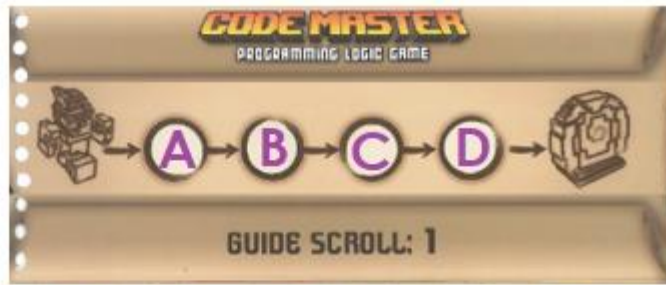 CODE MASTER
PROGRAMMING LOGIC GAME
A B C D
GUIDE SCROLL: 1